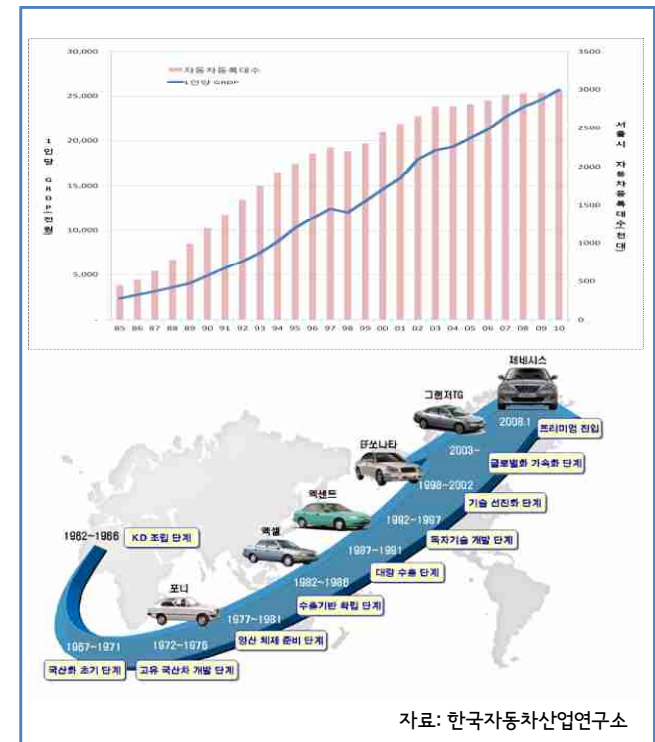 30,000
25,000
20,000
15,000
10,000
5,000
-
1인당 GRDP(천원)
자동차등록대수
1인당 GRDP
3500
3000
2500
2000
1500
1000
500
0
서울시 자동차등록대수(천대)
85 86 87 88 89 90 91 92 93 94 95 96 97 98 99 00 01 02 03 04 05 06 07 08 09 10
제네시스
그랜저TG
2008.1
프리미엄 진입
EF쏘나타
2003~
글로벌화 가속화 단계
1998~2002
기술 선진화 단계
엑센트
1992~1997
독자기술 개발 단계
1962~1966
KD 조립 단계
엑셀
1987~1991
대량 수출 단계
1982~1986
수출기반 확립 단계
포니
1977~1981
양산 체제 준비 단계
1967~1971
1972~1976
국산화 초기 단계
고유 국산차 개발 단계
자료: 한국자동차산업연구소